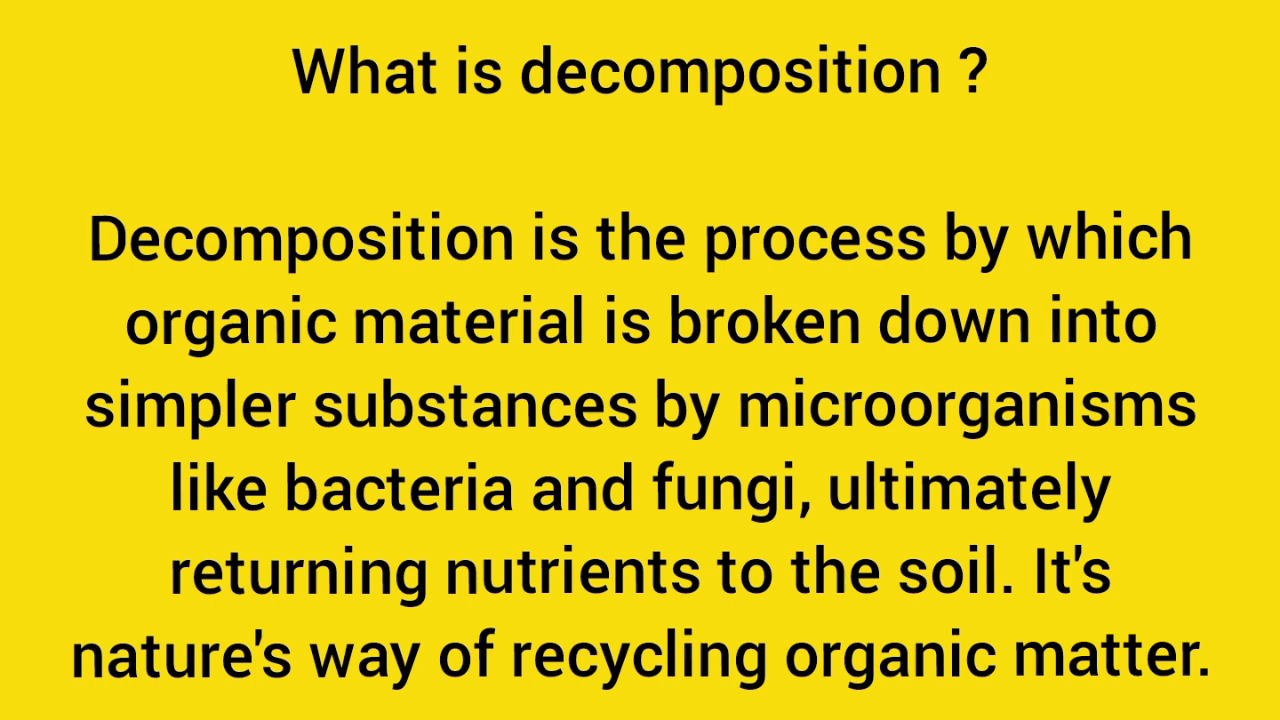 What is decomposition ?
Decomposition is the process by which
organic material is broken down into
simpler substances by microorganisms
like bacteria and fungi, ultimately
returning nutrients to the soil. It's
nature's way of recycling organic matter.